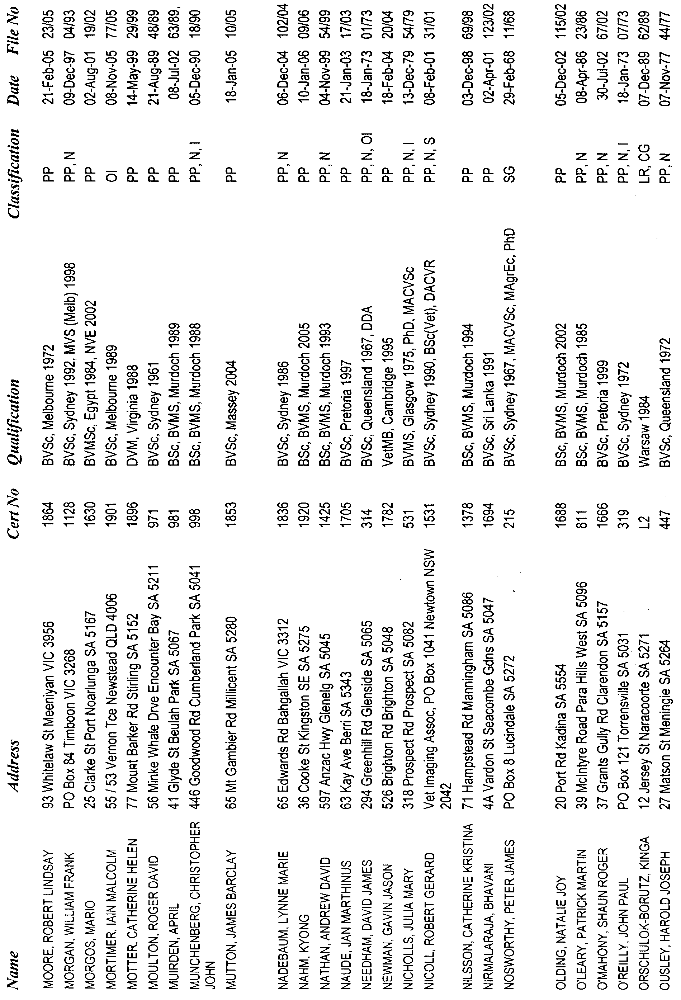 Name Address Cert No Qualification Classification Date File No
MOORE, ROBERT LINDSAY 93 Whitelaw St Meeniyan VIC 3956 1864 BVSc, Melbourne 1972 PP 21-Feb-05 23/05
MORGAN, WILLIAM FRANK PO Box 84 Timboon VIC 3268 1128 BVSc, Sydney 1992, MVS (Melb) 1998 PP, N 09-Dec-97 04/93
MORGOS, MARIO 25 Clarke St Port Noarlunga SA 5167 1630 BVMSc, Egypt 1984, NVE 2002 PP 02-Aug-01 19/02
MORTIMER, IAIN MALCOLM 55 / 53 Vernon Tce Newstead QLD 4006 1901 BVSc, Melbourne 1989 OI 08-Nov-05 77/05
MOTTER, CATHERINE HELEN 77 Mount Barker Rd Stirling SA 5152 1896 DVM, Virginia 1988 PP 14-May-99 29/99
MOULTON, ROGER DAVID 56 Minke Whale Drve Encounter Bay SA 5211 971 BVSc, Sydney 1961 PP 21-Aug-89 48/89
MUIRDEN, APRIL 41 Glyde St Beulah Park SA 5067 981 BSc, BVMS, Murdoch 1989 PP 08-Jul-02 63/89,
MUNCHENBERG, CHRISTOPHER 446 Goodwood Rd Cumberland Park SA 5041 998 BSc, BVMS, Murdoch 1988 PP, N, I 05-Dec-90 18/90
JOHN
MUTTON, JAMES BARCLAY 65 Mt Gambier Rd Millicent SA 5280 1853 BVSc, Massey 2004 PP 18-Jan-05 10/05
NADEBAUM, LYNNE MARIE 65 Edwards Rd Bahgallah VIC 3312 1836 BVSc, Sydney 1986 PP, N 06-Dec-04 102/04
NAHM, KYONG 36 Cooke St Kingston SE SA 5275 1920 BSc, BVMS, Murdoch 2005 PP 10-Jan-06 09/06
NATHAN, ANDREW DAVID 597 Anzac Hwy Glenelg SA 5045 1425 BSc, BVMS, Murdoch 1993 PP, N 04-Nov-99 54/99
NAUDE, JAN MARTHINUS 63 Kay Ave Berri SA 5343 1705 BVSc, Pretoria 1997 PP 21-Jan-03 17/03
NEEDHAM, DAVID JAMES 294 Greenhill Rd Glenside SA 5065 314 BVSc, Queensland 1967, DDA PP, N, OI 18-Jan-73 01/73
NEWMAN, GAVIN JASON 526 Brighton Rd Brighton SA 5048 1782 VetMB, Cambridge 1995 PP 18-Feb-04 20/04
NICHOLLS, JULIA MARY 318 Prospect Rd Prospect SA 5082 531 BVMS, Glasgow 1975, PhD, MACVSc PP, N, I 13-Dec-79 54/79
NICOLL, ROBERT GERARD Vet Imaging Assoc, PO Box 1041 Newtown NSW 1531 BVSc, Sydney 1990, BSc(Vet), DACVR PP, N, S 08-Feb-01 31/01
2042
NILSSON, CATHERINE KRISTINA 71 Hampstead Rd Manningham SA 5086 1378 BSc, BVMS, Murdoch 1994 PP 03-Dec-98 69/98
NIRMALARAJA, BHAVANI 4A Vardon St Seacombe Gdns SA 5047 1694 BVSc, Sri Lanka 1991 PP 02-Apr-01 123/02
NOSWORTHY, PETER JAMES PO Box 8 Lucindale SA 5272 215 BVSc, Sydney 1967, MACVSc, MAgrEc, PhD SG 29-Feb-68 11/68
OLDING, NATALIE JOY 20 Port Rd Kadina SA 5554 1688 BSc, BVMS, Murdoch 2002 PP 05-Dec-02 115/02
O'LEARY, PATRICK MARTIN 39 McIntyre Road Para Hills West SA 5096 811 BSc, BVMS, Murdoch 1985 PP, N 08-Apr-86 23/86
O'MAHONY, SHAUN ROGER 37 Grants Gully Rd Clarendon SA 5157 1666 BVSc, Pretoria 1999 PP, N 30-Jul-02 67/02
O'REILLY, JOHN PAUL PO Box 121 Torrensville SA 5031 319 BVSc, Sydney 1972 PP, N, I 18-Jan-73 07/73
ORSCHULOK-BORUTZ, KINGA 12 Jersey St Naracoorte SA 5271 L2 Warsaw 1984 LR, CG 07-Dec-89 62/89
OUSLEY, HAROLD JOSEPH 27 Matson St Meningie SA 5264 447 BVSc, Queensland 1972 PP, N 07-Nov-77 44/77